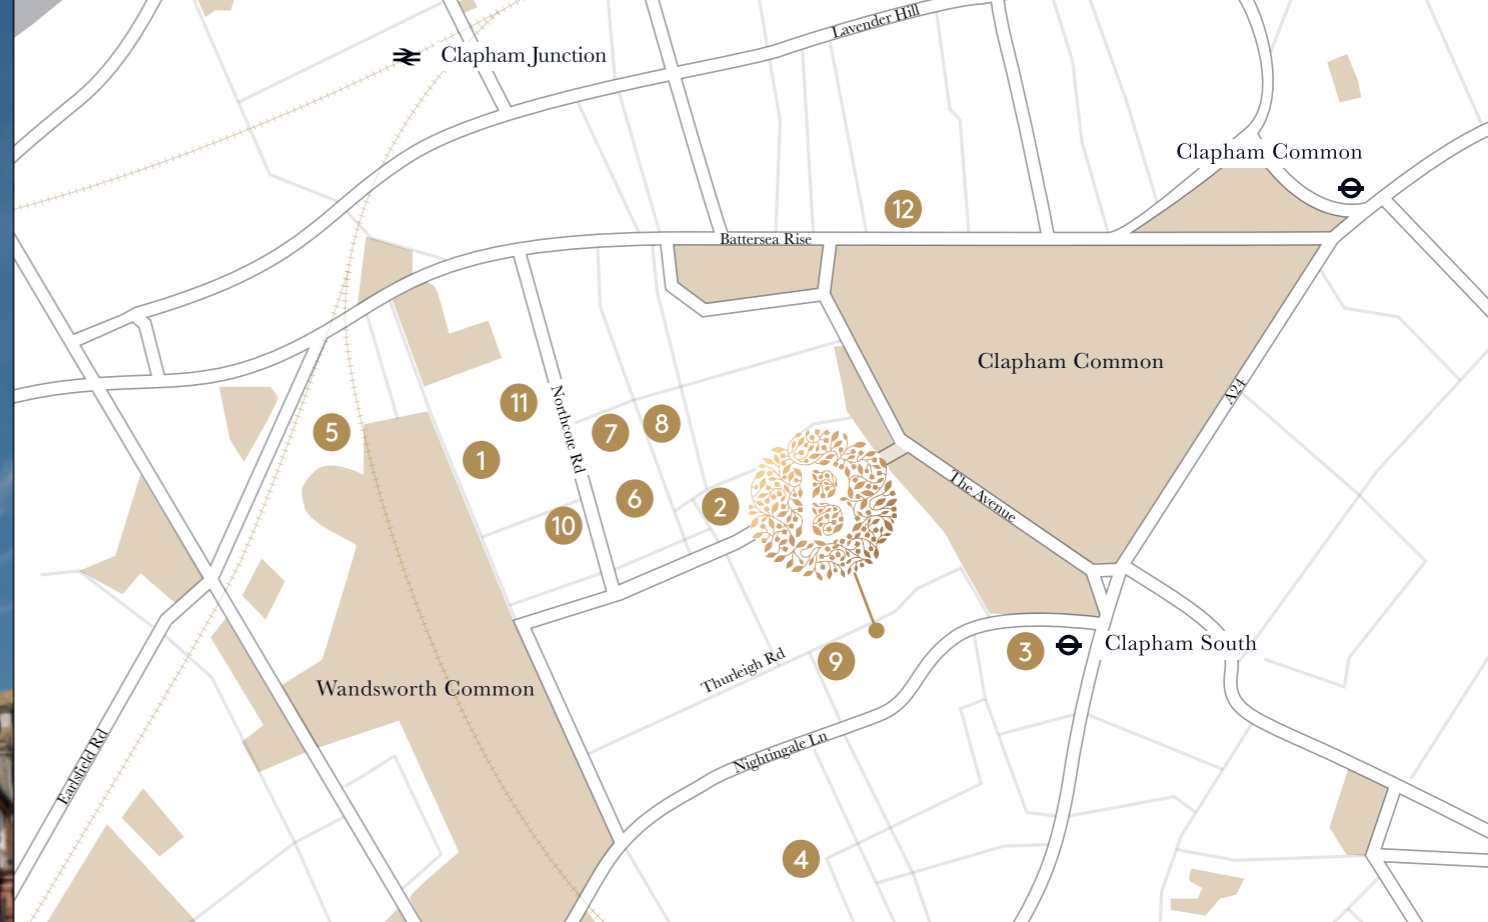 Lavender Hill
Clapham Junction
Clapham Common
12
Battersea Rise
Clapham Common
A24
11
Northcote Rd
5
7
8
1
6
2
B
The Avenue
10
9
3
Clapham South
Thurleigh Rd
Wandsworth Common
Nightingale Ln
Earlsfield Rd
4